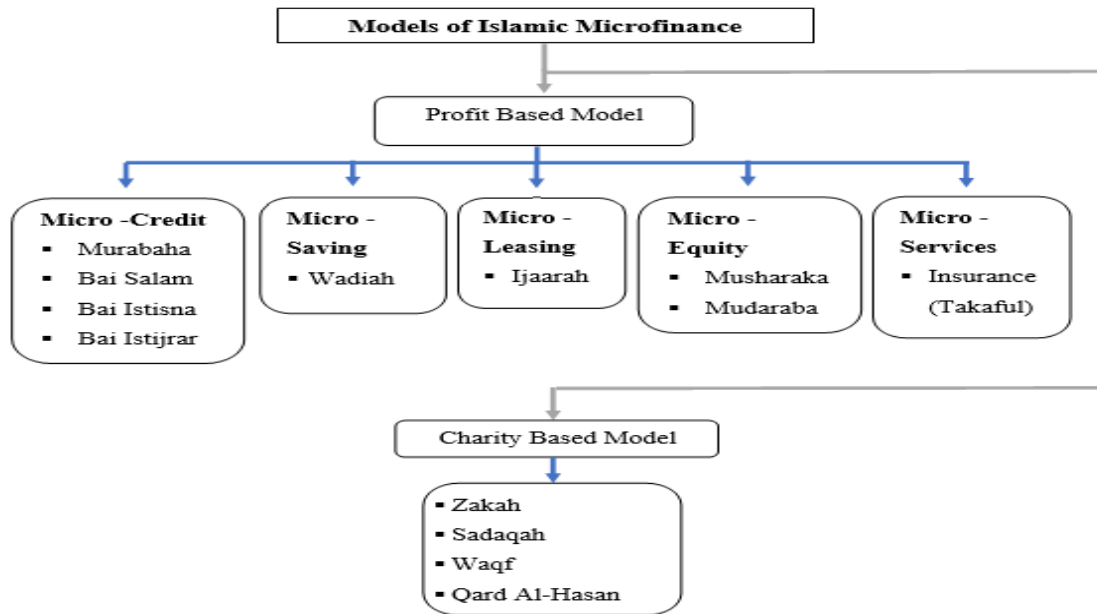 Models of Islamic Microfinance
Profit Based Model
Micro -Credit
▪ Murabaha
▪ Bai Salam
▪ Bai Istisna
▪ Bai Istijrar
Micro -
Saving
▪ Wadiah
Micro -
Leasing
▪ Ijaarah
Micro -
Equity
▪ Musharaka
▪ Mudaraba
Micro -
Services
▪ Insurance
(Takaful)
Charity Based Model
▪ Zakah
▪ Sadaqah
▪ Waqf
▪ Qard Al-Hasan